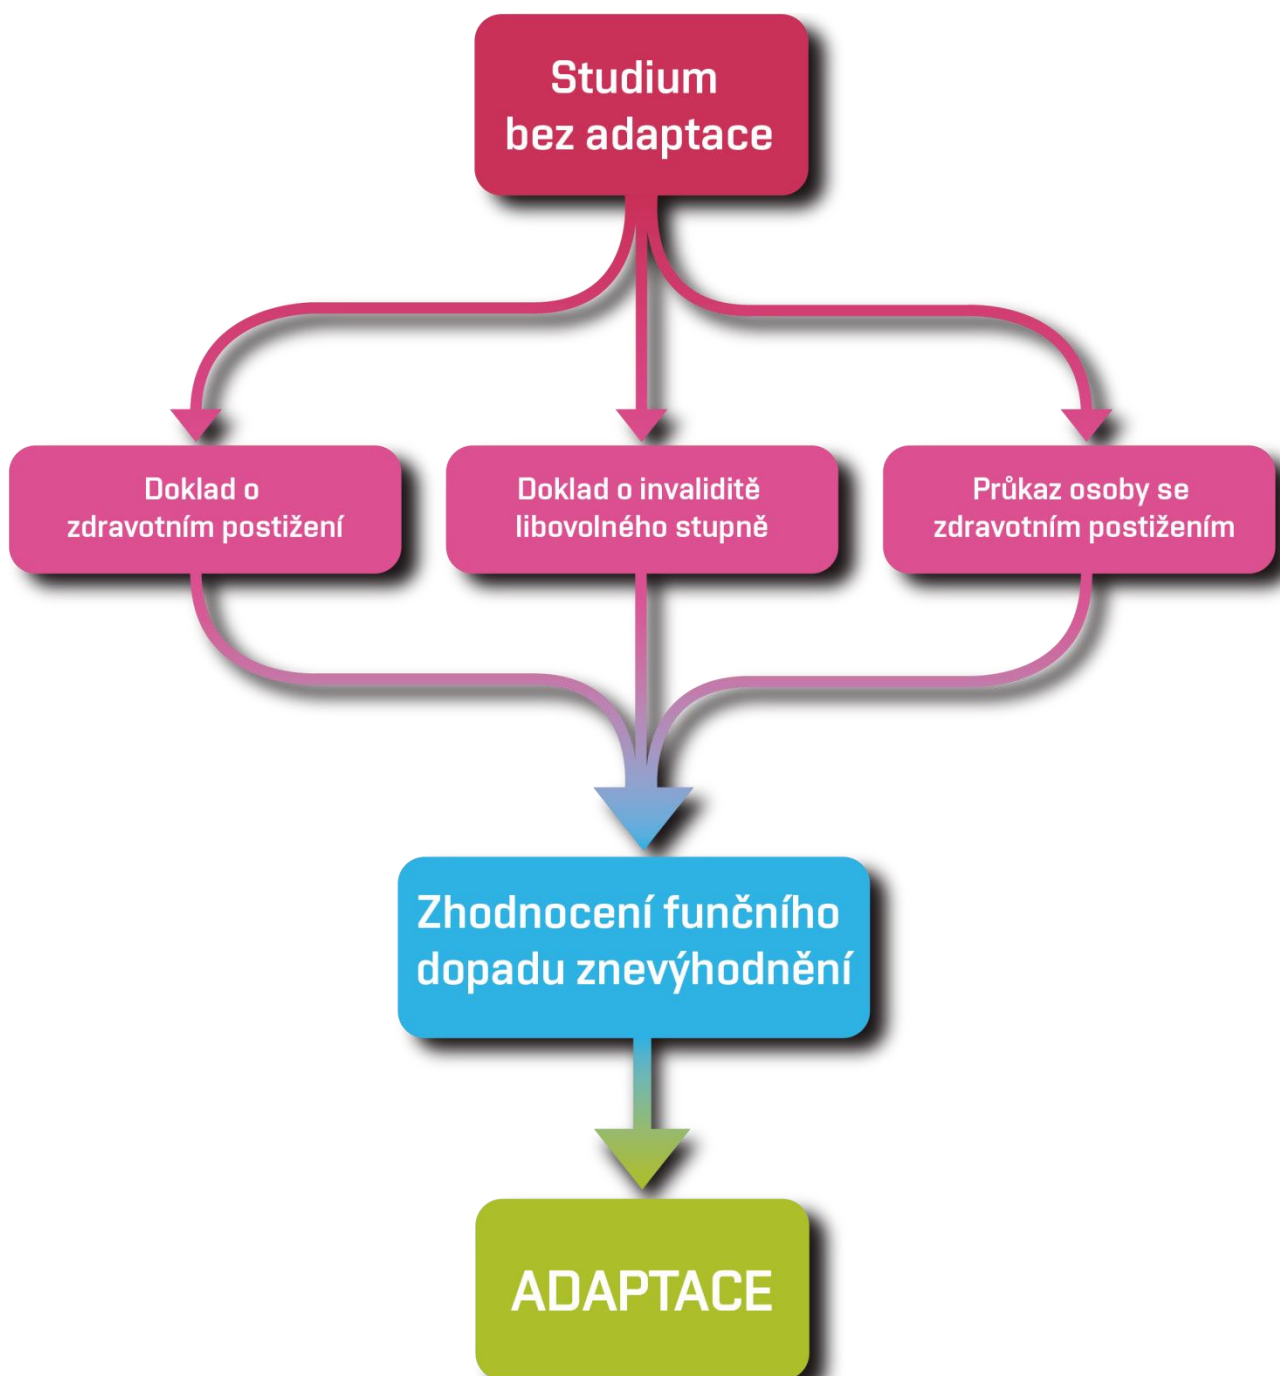 Studium
bez adaptace
Doklad o
zdravotním postižení
Doklad o invaliditě
libovolného stupně
Průkaz osoby se
zdravotním postižením
Zhodnocení funčního
dopadu znevýhodnění
ADAPTACE